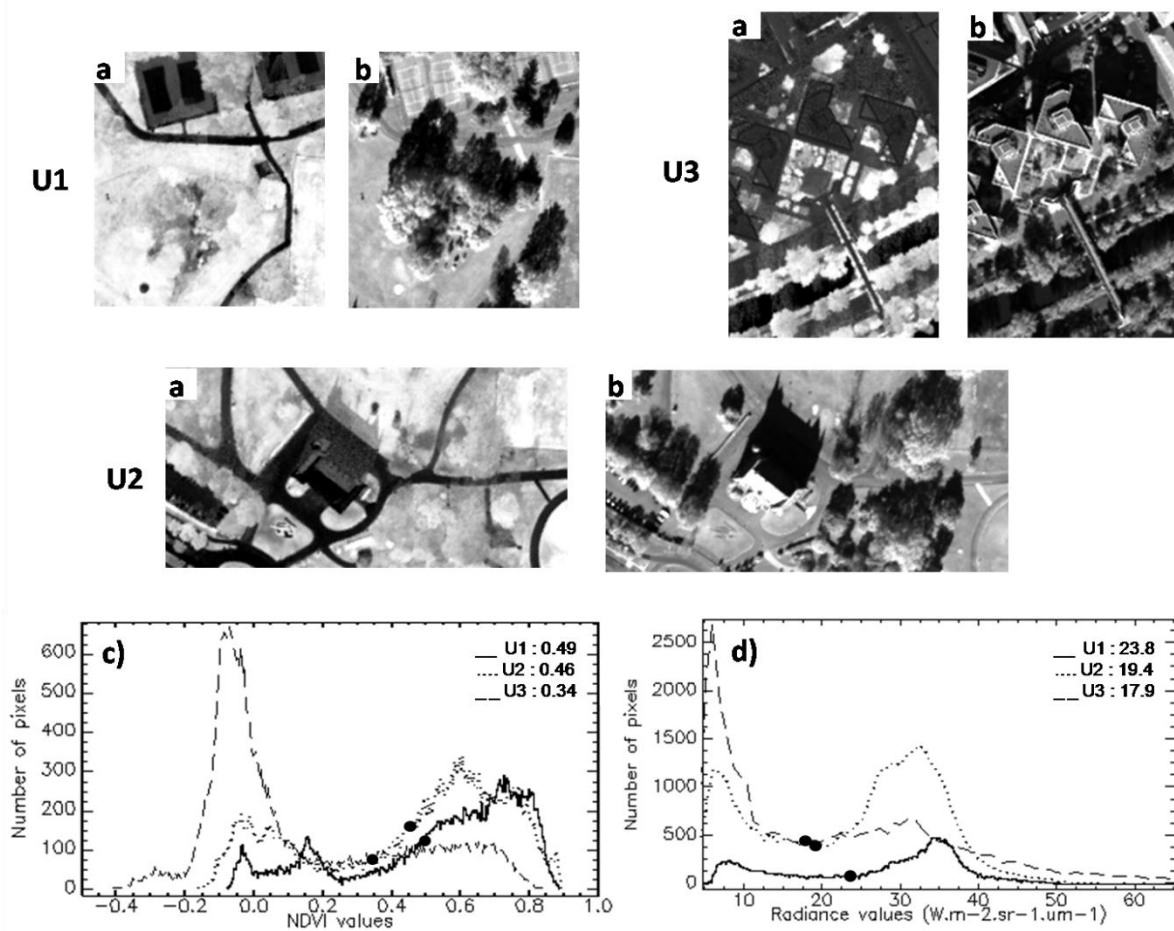 a
b
U1
a
b
U3
a
b
U2
c)
U1 : 0.49
U2 : 0.46
U3 : 0.34
600
500
400
300
200
100
0
Number of pixels
−0.4
−0.2
0.0
0.2
0.4
0.6
0.8
1.0
NDVI values
d)
U1 : 23.8
U2 : 19.4
U3 : 17.9
2500
2000
1500
1000
500
0
Number of pixels
10
20
30
40
50
60
Radiance values (W.m−2.sr−1.um−1)